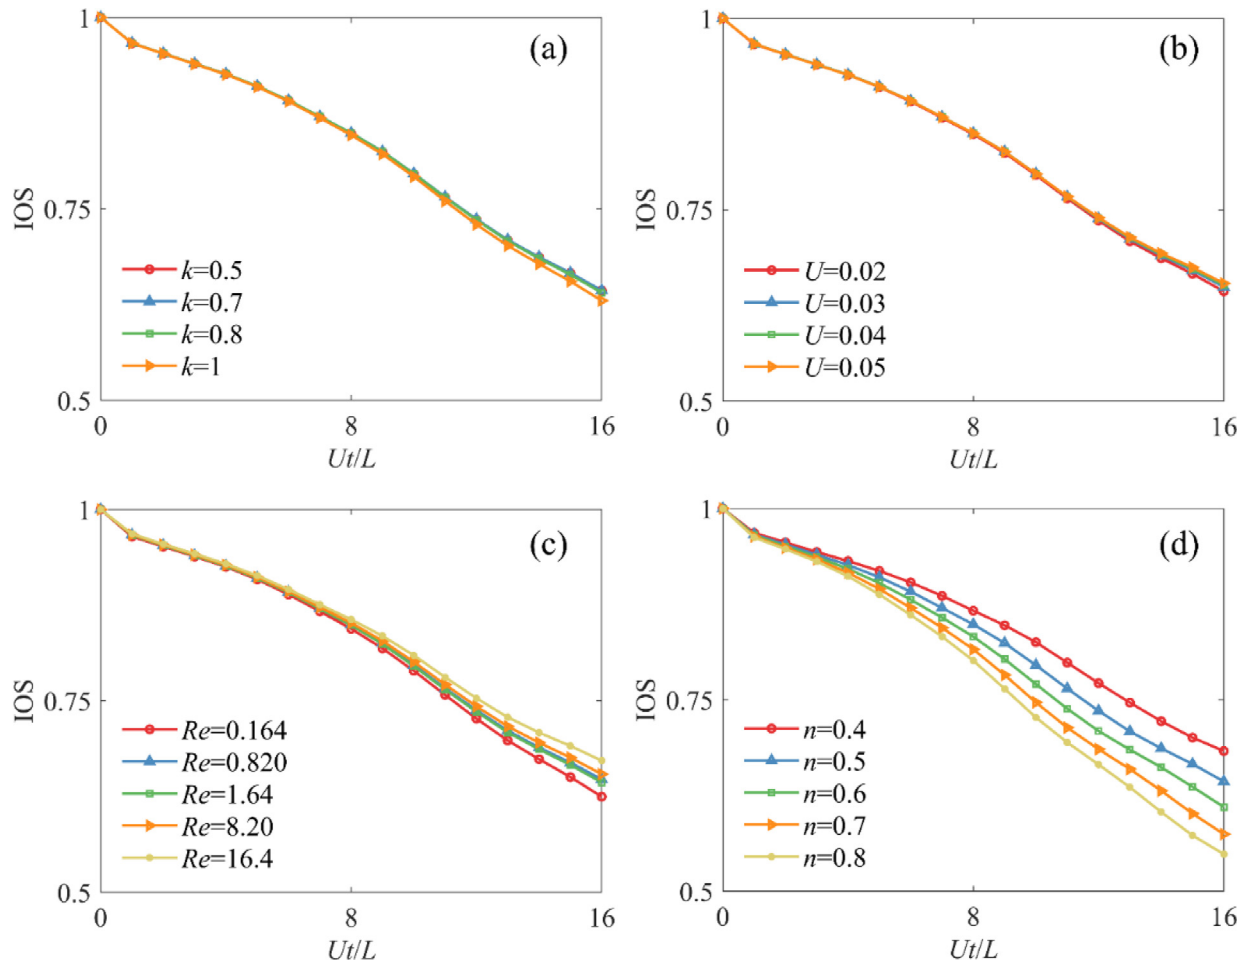 (a)
1
0.75
0.5
IOS
k=0.5
k=0.7
k=0.8
k=1
0 8 16
Ut/L
(b)
1
0.75
0.5
IOS
U=0.02
U=0.03
U=0.04
U=0.05
0 8 16
Ut/L
(c)
1
0.75
0.5
IOS
Re=0.164
Re=0.820
Re=1.64
Re=8.20
Re=16.4
0 8 16
Ut/L
(d)
1
0.75
0.5
IOS
n=0.4
n=0.5
n=0.6
n=0.7
n=0.8
0 8 16
Ut/L